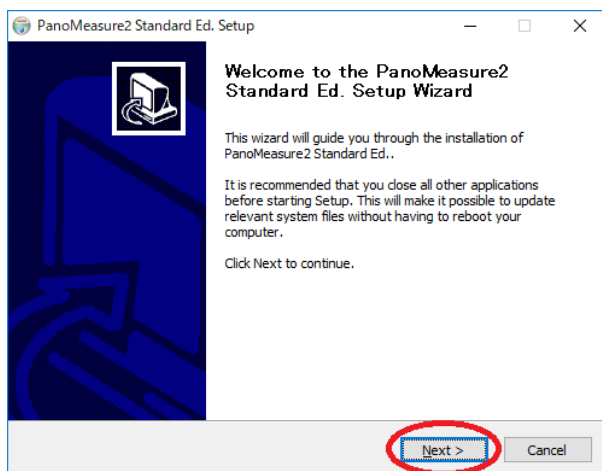 PanoMeasure2 Standard Ed. Setup
Welcome to the PanoMeasure2
Standard Ed. Setup Wizard
This wizard will guide you through the installation of
PanoMeasure2 Standard Ed..
It is recommended that you close all other applications
before starting Setup. This will make it possible to update
relevant system files without having to reboot your
computer.
Click Next to continue.
Next >
Cancel